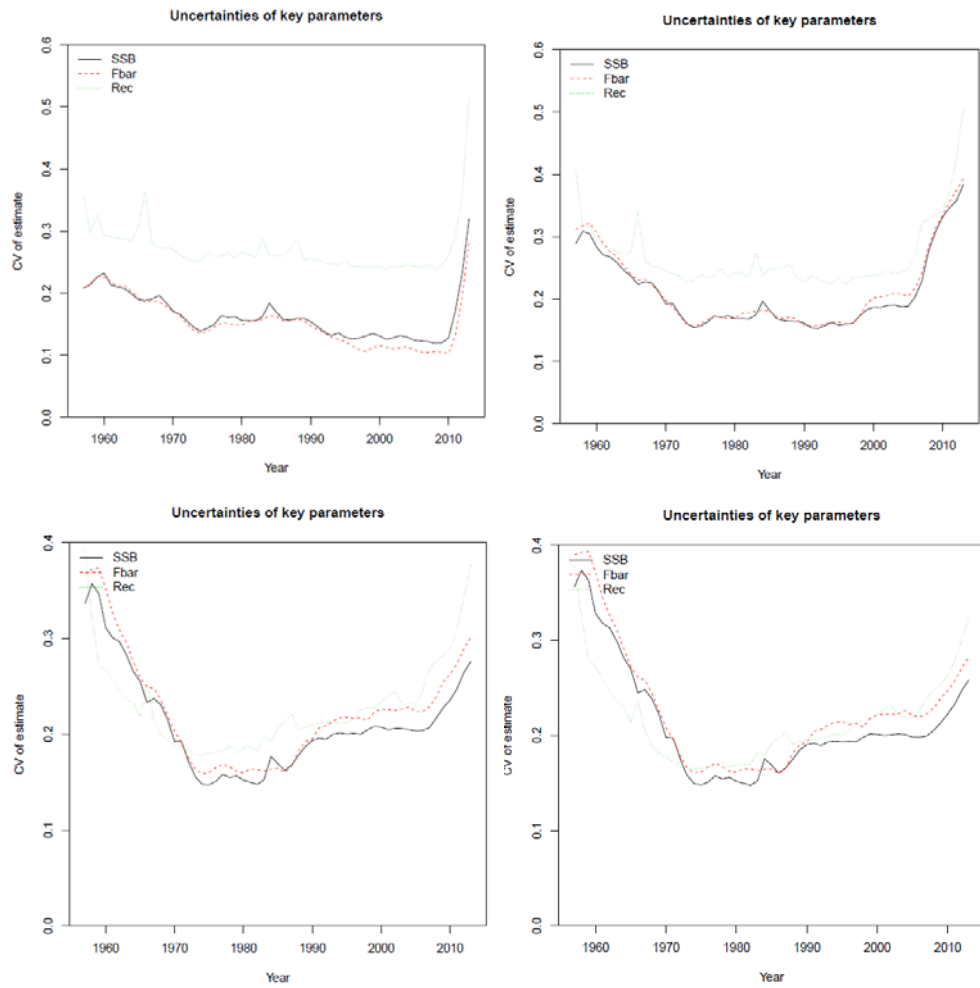 Uncertainties of key parameters
CV of estimate
0.6
0.5
0.4
0.3
0.2
0.1
0.0
SSB
Fbar
Rec
1960 1970 1980 1990 2000 2010
Year
Uncertainties of key parameters
CV of estimate
0.6
0.5
0.4
0.3
0.2
0.1
0.0
SSB
Fbar
Rec
1960 1970 1980 1990 2000 2010
Year
Uncertainties of key parameters
CV of estimate
0.4
0.3
0.2
0.1
0.0
SSB
Fbar
Rec
1960 1970 1980 1990 2000 2010
Year
Uncertainties of key parameters
CV of estimate
0.4
0.3
0.2
0.1
0.0
SSB
Fbar
Rec
1960 1970 1980 1990 2000 2010
Year